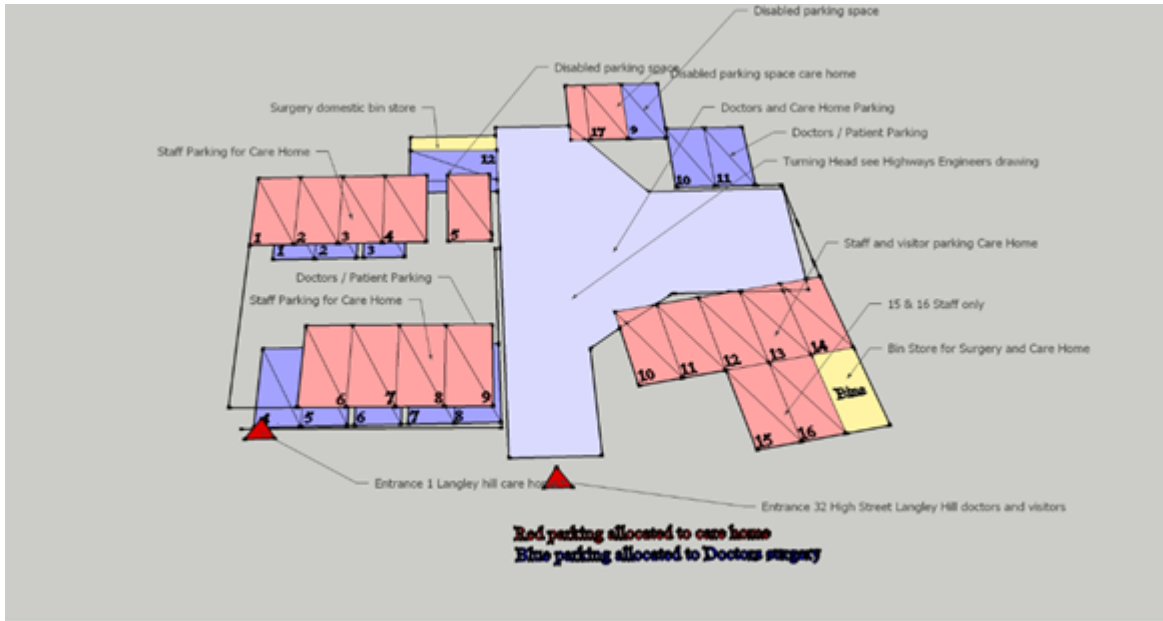 Disabled parking space
Disabled parking space
Disabled parking space care home
Surgery domestic bin store
Doctors and Care Home Parking
Doctors / Patient Parking
Staff Parking for Care Home
Turning Head see Highways Engineers drawing
17
9
12
10
11
1
2
3
4
5
1
2
3
Staff and visitor parking Care Home
Doctors / Patient Parking
Staff Parking for Care Home
15 & 16 Staff only
Bin Store for Surgery and Care Home
14
13
12
11
10
Bins
6
7
8
9
4
5
6
7
8
15
16
Entrance 1 Langley hill care
Entrance 32 High Street Langley Hill doctors and visitors
Red parking allocated to care home
Blue parking allocated to Doctors surgery